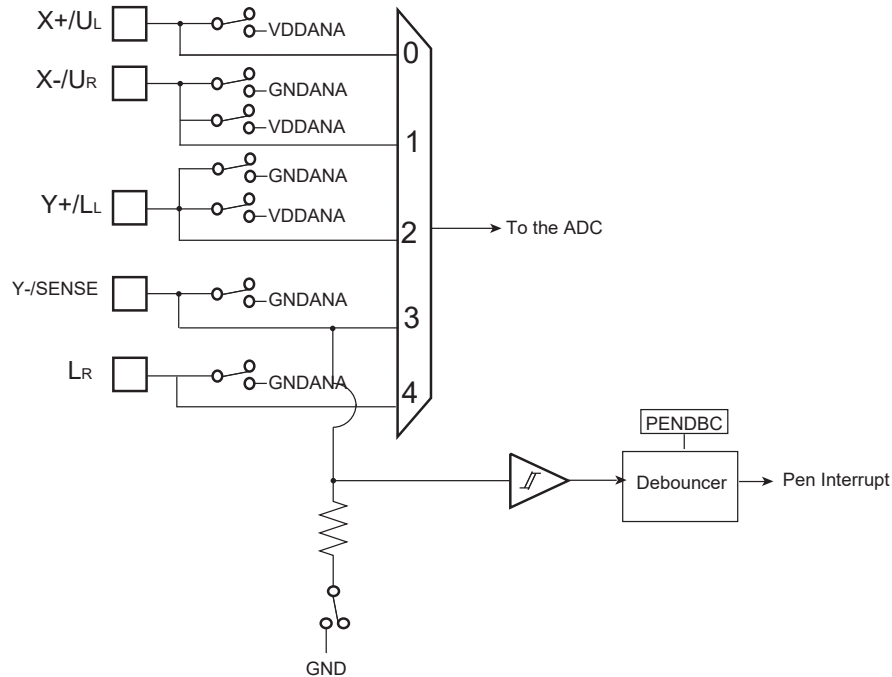 X+/UL
VDDANA
0
X-/UR
GNDANA
VDDANA
1
GNDANA
Y+/LL
VDDANA
2
To the ADC
Y-/SENSE
GNDANA
3
LR
GNDANA
4
PENDBC
Debouncer
Pen Interrupt
GND